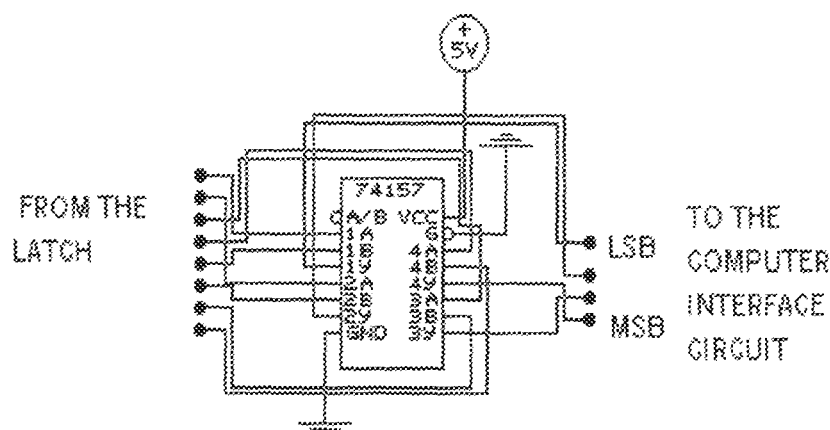 +
5V
74157
A/B VCC
1A G
1B 4A
1Y 4B
2A 4Y
2B 3A
2Y 3B
GND 3Y
FROM THE
LATCH
LSB
MSB
TO THE
COMPUTER
INTERFACE
CIRCUIT